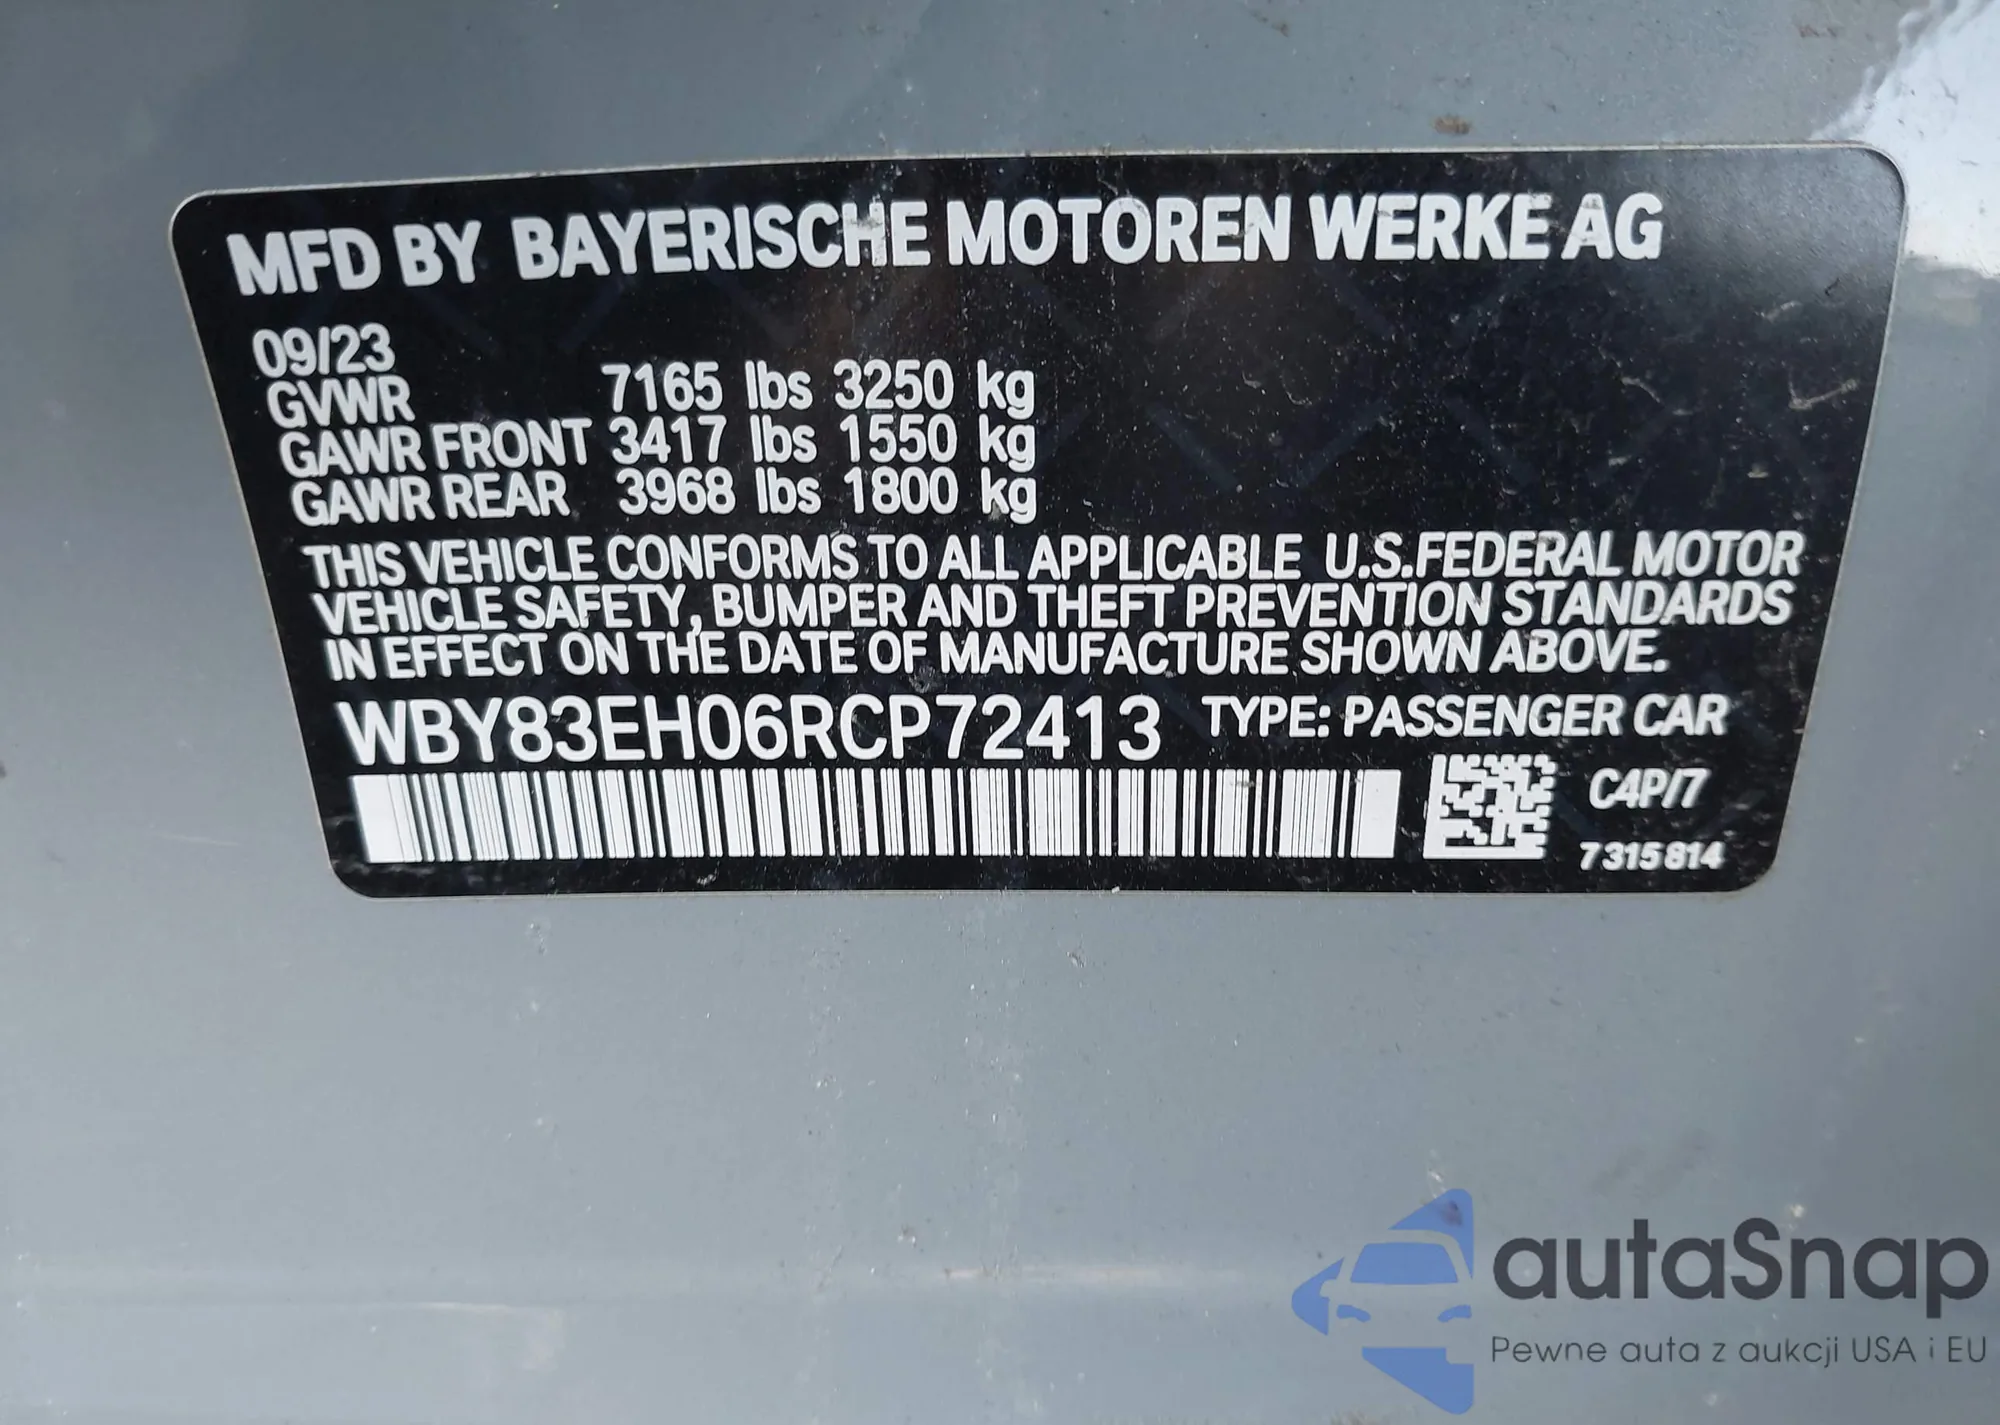 MFD BY BAYERISCHE MOTOREN WERKE AG
09/23
GVWR 7165 lbs 3250 kg
GAWR FRONT 3417 lbs 1550 kg
GAWR REAR 3968 lbs 1800 kg
THIS VEHICLE CONFORMS TO ALL APPLICABLE U.S.FEDERAL MOTOR
VEHICLE SAFETY, BUMPER AND THEFT PREVENTION STANDARDS
IN EFFECT ON THE DATE OF MANUFACTURE SHOWN ABOVE.
WBY83EH06RCP72413 TYPE: PASSENGER CAR
C4P/7
7315814
autaSnap
Pewne auta z aukcji USA i EU